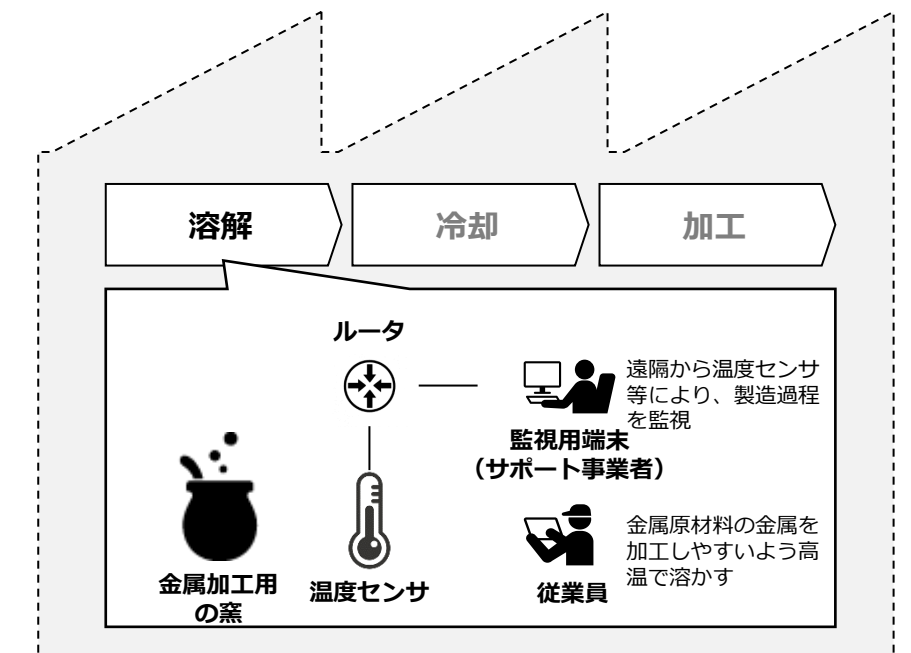 溶解
冷却
加工
ルータ
遠隔から温度センサ
等により、製造過程
を監視
監視用端末
（サポート事業者）
金属原材料の金属を
加工しやすいよう高
温で溶かす
金属加工用
の窯
温度センサ
従業員